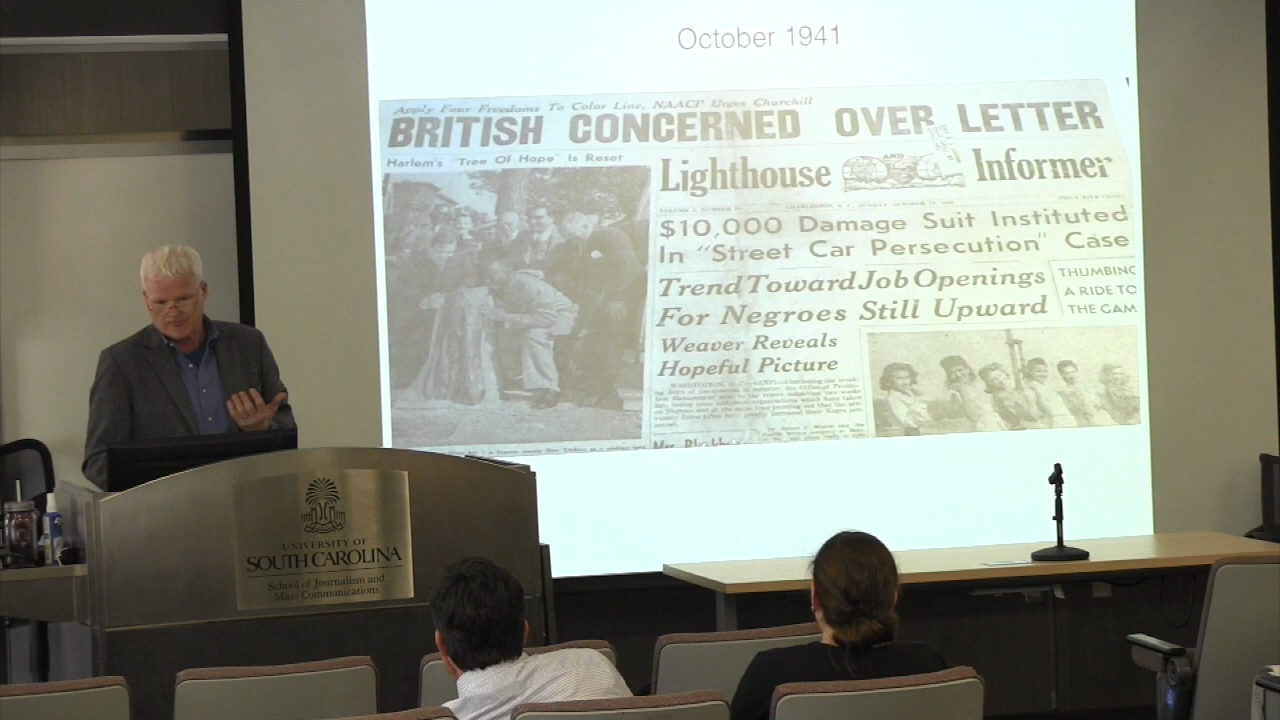 October 1941
Apply Four Freedoms To Color Line, NAACP Urges Churchill
BRITISH CONCERNED OVER LETTER
Harlem's "Tree Of Hope" Is Reset
Lighthouse AND Informer
$10,000 Damage Suit Instituted
In "Street Car Persecution" Case
Trend Toward Job Openings
For Negroes Still Upward
THUMBING
A RIDE TO
THE GAM
Weaver Reveals
Hopeful Picture
UNIVERSITY OF
SOUTH CAROLINA
School of Journalism and
Mass Communications